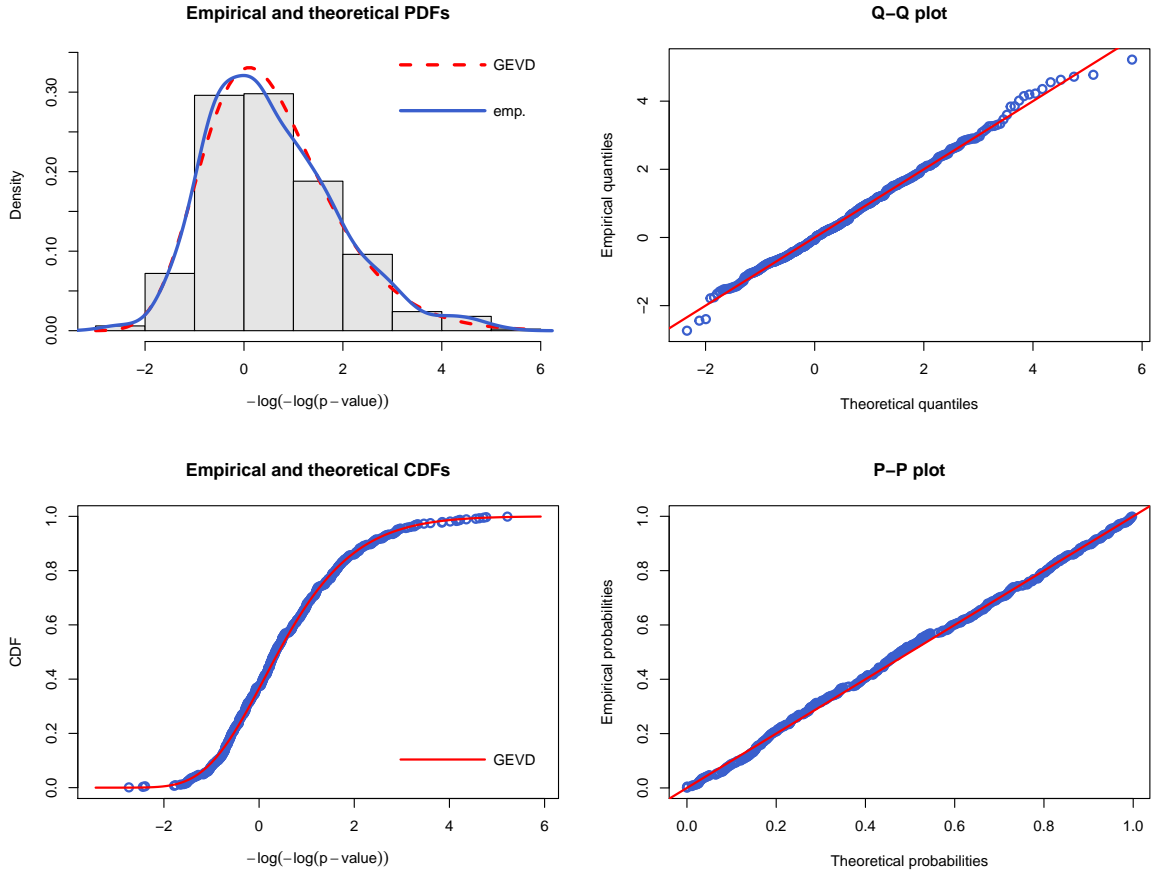 Empirical and theoretical PDFs
Density
0.00
0.10
0.20
0.30
GEVD
emp.
−2
0
2
4
6
−log(−log(p−value))
Q−Q plot
Empirical quantiles
−2
0
2
4
−2
0
2
4
6
Theoretical quantiles
Empirical and theoretical CDFs
CDF
0.0
0.2
0.4
0.6
0.8
1.0
GEVD
−2
0
2
4
6
−log(−log(p−value))
P−P plot
Empirical probabilities
0.0
0.2
0.4
0.6
0.8
1.0
0.0
0.2
0.4
0.6
0.8
1.0
Theoretical probabilities